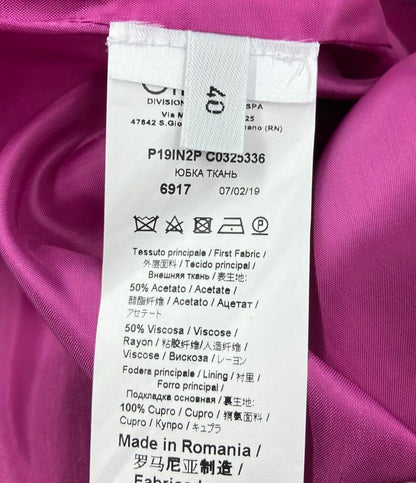 40
DIVISION SPA
Via M 25
47842 S.Gio nano (RN)
P19IN2P C0325336
ЮБКА ТКАНЬ
6917 07/02/19
Tessuto principale / First Fabric /
外层面料 / Tecido principal /
Внешняя ткань / 表生地:
50% Acetato / Acetate /
醋酯纤维 / Acetato / Ацетат /
アセテート
50% Viscosa / Viscose /
Rayon / 粘胶纤维/人造纤维 /
Viscose / Вискоза / レーヨン
Fodera principale / Lining / 衬里 /
Forro principal /
Подкладка основная / 裏生地:
100% Cupro / Cupro / 铜氨面料 /
Cupro / Купро / キュプラ
Made in Romania /
罗马尼亚制造 /